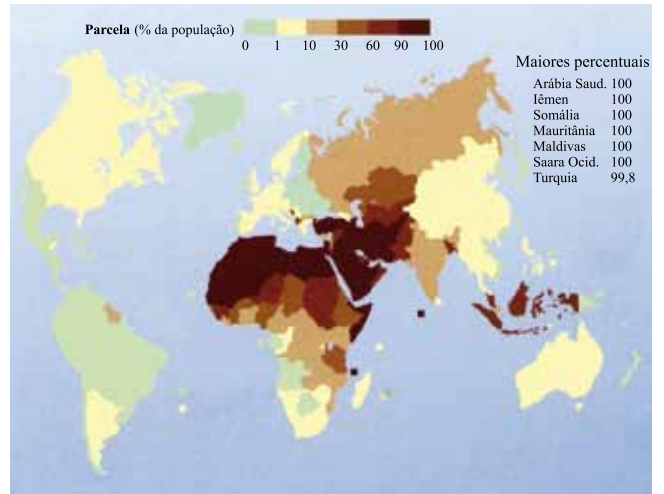 Parcela (% da população)
0 1 10 30 60 90 100
Maiores percentuais
Arábia Saud. 100
Iêmen 100
Somália 100
Mauritânia 100
Maldivas 100
Saara Ocid. 100
Turquia 99,8